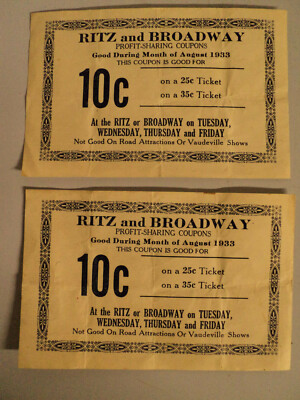 RITZ and BROADWAY
PROFIT-SHARING COUPONS
Good During Month of August 1933
THIS COUPON IS GOOD FOR
10c
on a 25c Ticket
on a 35c Ticket
At the RITZ or BROADWAY on TUESDAY,
WEDNESDAY, THURSDAY and FRIDAY
Not Good On Road Attractions Or Vaudeville Shows
RITZ and BROADWAY
PROFIT-SHARING COUPONS
Good During Month of August 1933
THIS COUPON IS GOOD FOR
10c
on a 25c Ticket
on a 35c Ticket
At the RITZ or BROADWAY on TUESDAY,
WEDNESDAY, THURSDAY and FRIDAY
Not Good On Road Attractions Or Vaudeville Shows